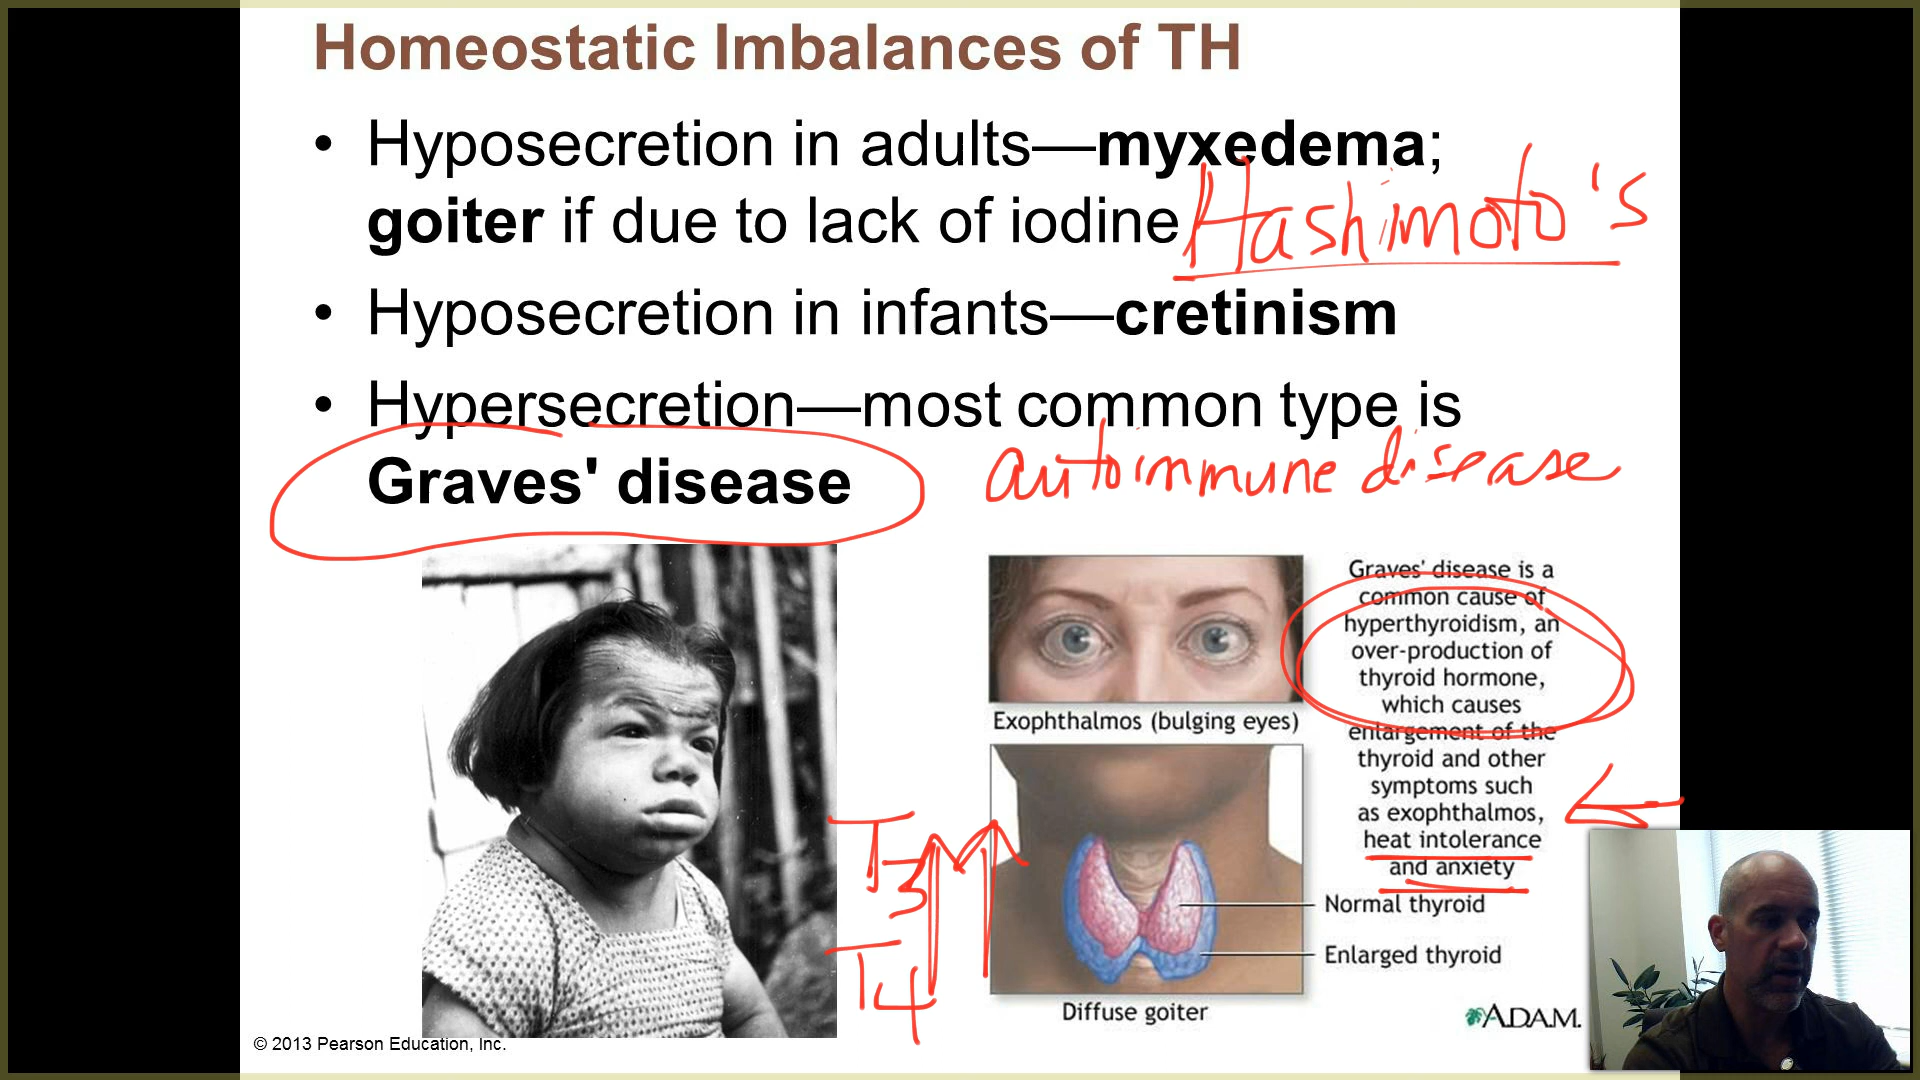 Homeostatic Imbalances of TH
• Hyposecretion in adults—myxedema;
goiter if due to lack of iodine
Hashimoto's
• Hyposecretion in infants—cretinism
• Hypersecretion—most common type is
Graves' disease
autoimmune disease
Exophthalmos (bulging eyes)
Graves' disease is a
common cause of
hyperthyroidism, an
over-production of
thyroid hormone,
which causes
enlargement of the
thyroid and other
symptoms such
as exophthalmos,
heat intolerance
and anxiety
T3
T4
Normal thyroid
Enlarged thyroid
Diffuse goiter
A.D.A.M.
© 2013 Pearson Education, Inc.